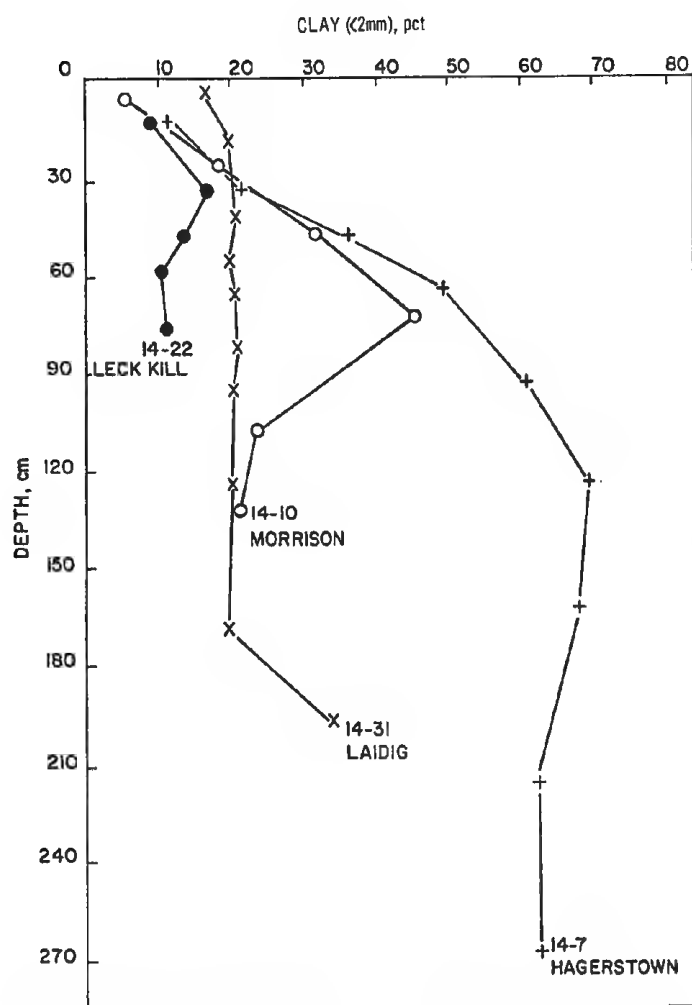 CLAY (<2mm), pct
0 10 20 30 40 50 60 70 80
30
60
90
120
150
180
210
240
270
DEPTH, cm
14-22
LECK KILL
14-10
MORRISON
14-31
LAIDIG
14-7
HAGERSTOWN